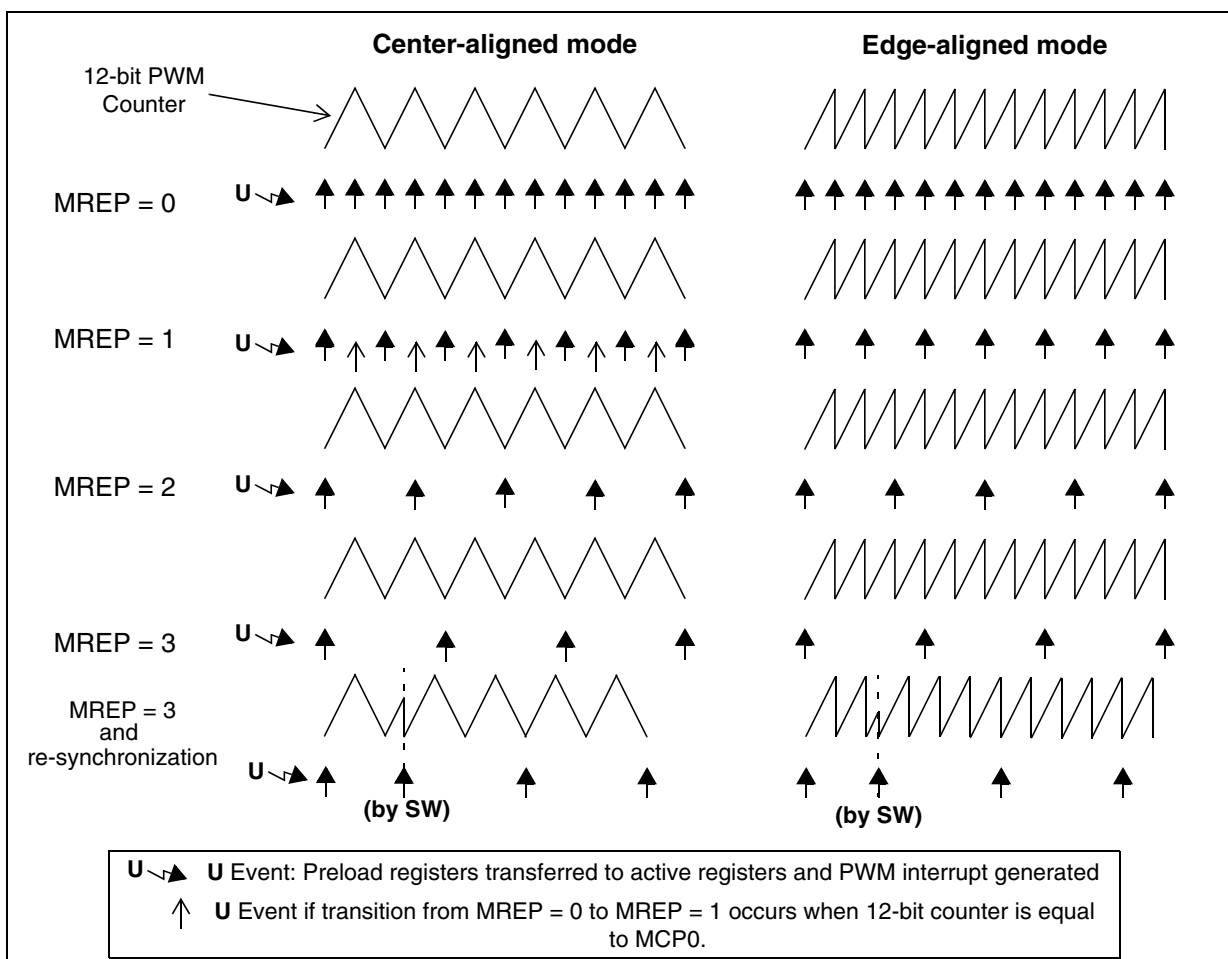 Center-aligned mode
Edge-aligned mode
12-bit PWM
Counter
MREP = 0
U
MREP = 1
U
MREP = 2
U
MREP = 3
U
MREP = 3
and
re-synchronization
U
(by SW)
(by SW)
U U Event: Preload registers transferred to active registers and PWM interrupt generated
U Event if transition from MREP = 0 to MREP = 1 occurs when 12-bit counter is equal
to MCP0.